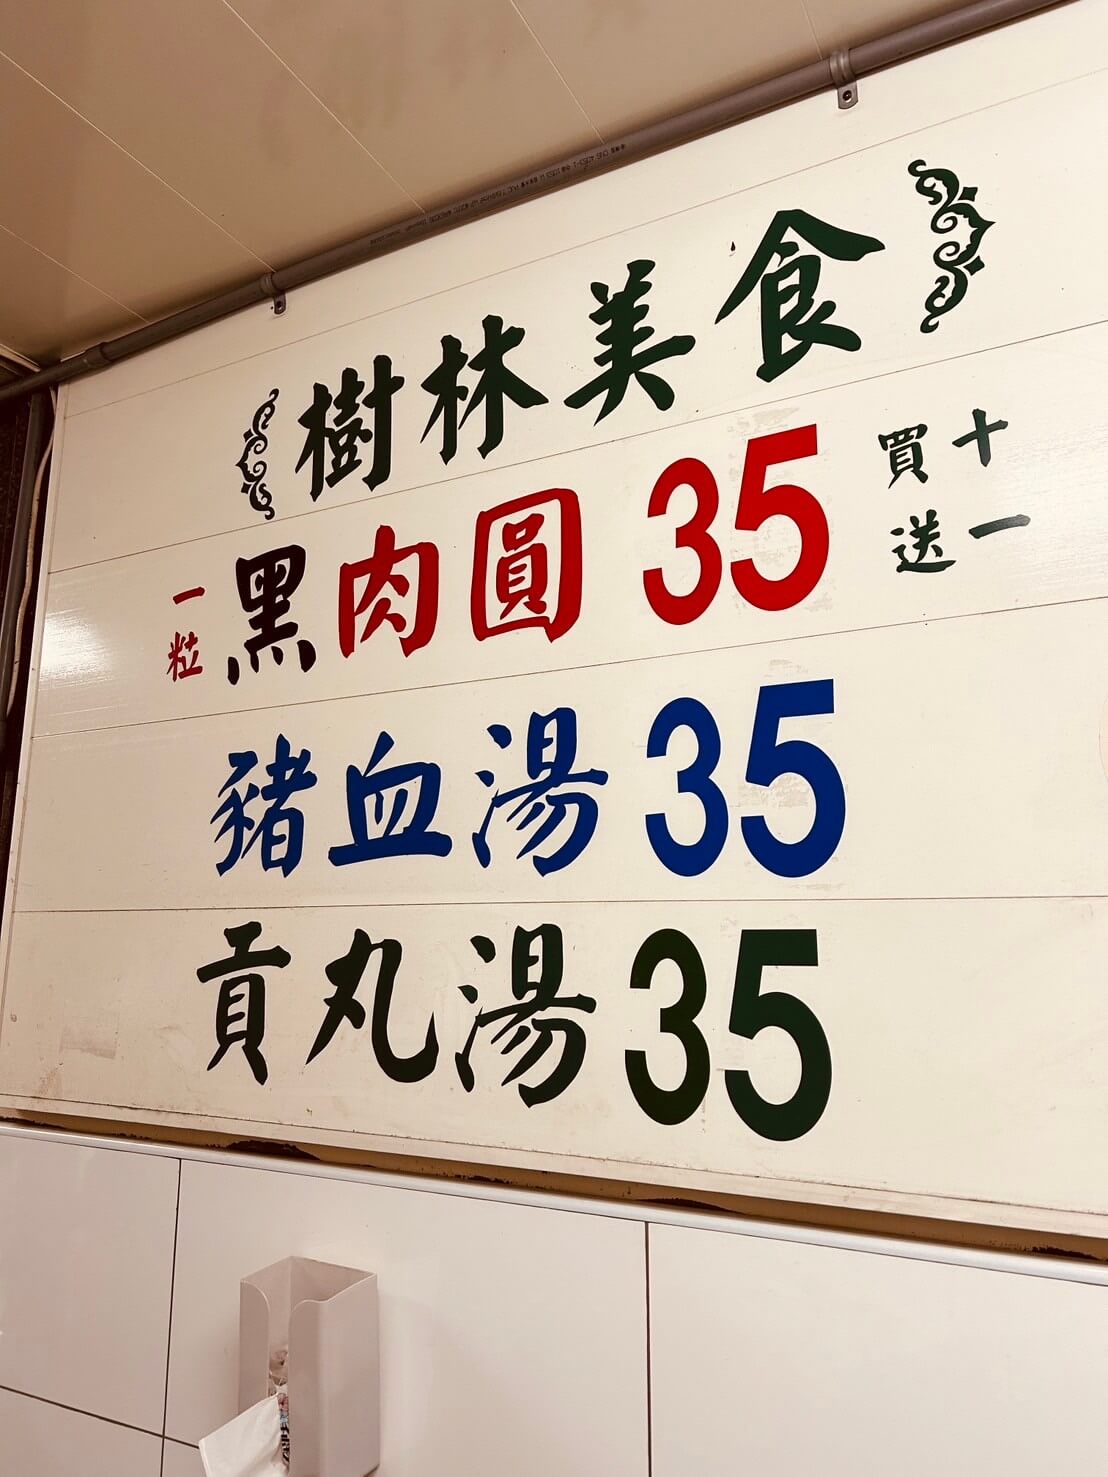 樹林美食
一粒 黑肉圓 35 買十送一
豬血湯 35
貢丸湯 35